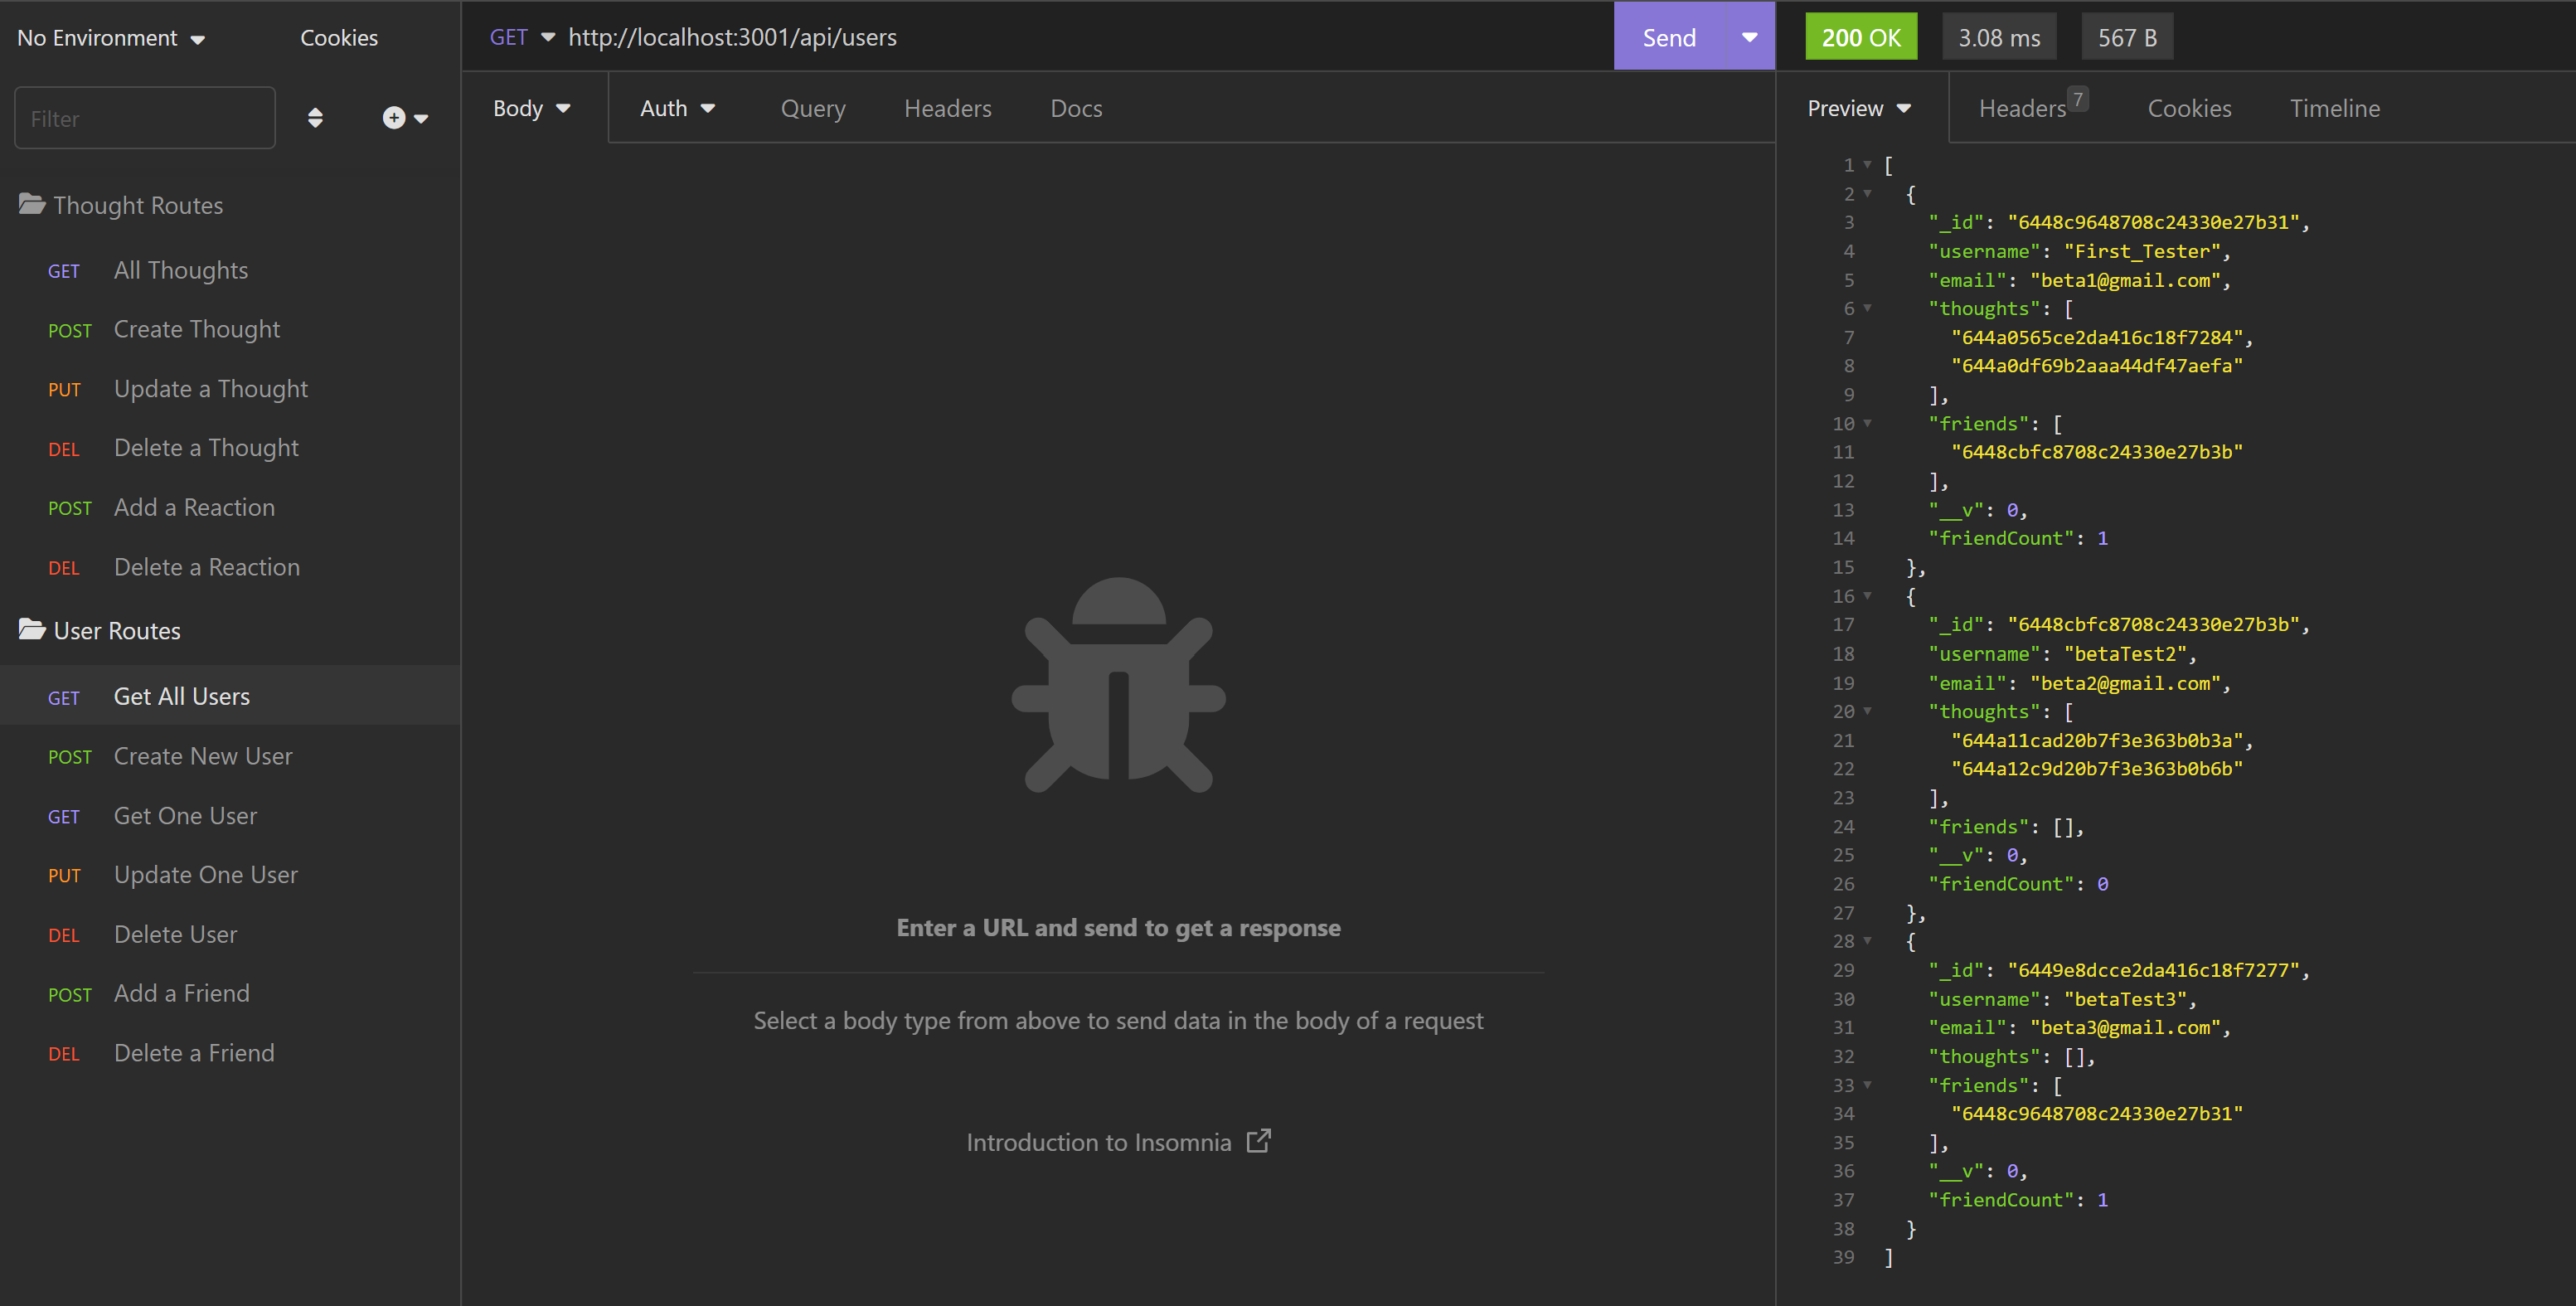 No Environment
Cookies
Filter
Thought Routes
GET All Thoughts
POST Create Thought
PUT Update a Thought
DEL Delete a Thought
POST Add a Reaction
DEL Delete a Reaction
User Routes
GET Get All Users
POST Create New User
GET Get One User
PUT Update One User
DEL Delete User
POST Add a Friend
DEL Delete a Friend
GET http://localhost:3001/api/users Send
Body Auth Query Headers Docs
Enter a URL and send to get a response
Select a body type from above to send data in the body of a request
Introduction to Insomnia
200 OK 3.08 ms 567 B
Preview Headers 7 Cookies Timeline
1 [
2 {
3 "_id": "6448c9648708c24330e27b31",
4 "username": "First_Tester",
5 "email": "beta1@gmail.com",
6 "thoughts": [
7 "644a0565ce2da416c18f7284",
8 "644a0df69b2aaa44df47aefa"
9 ],
10 "friends": [
11 "6448cbfc8708c24330e27b3b"
12 ],
13 "__v": 0,
14 "friendCount": 1
15 },
16 {
17 "_id": "6448cbfc8708c24330e27b3b",
18 "username": "betaTest2",
19 "email": "beta2@gmail.com",
20 "thoughts": [
21 "644a11cad20b7f3e363b0b3a",
22 "644a12c9d20b7f3e363b0b6b"
23 ],
24 "friends": [],
25 "__v": 0,
26 "friendCount": 0
27 },
28 {
29 "_id": "6449e8dcce2da416c18f7277",
30 "username": "betaTest3",
31 "email": "beta3@gmail.com",
32 "thoughts": [],
33 "friends": [
34 "6448c9648708c24330e27b31"
35 ],
36 "__v": 0,
37 "friendCount": 1
38 }
39 ]